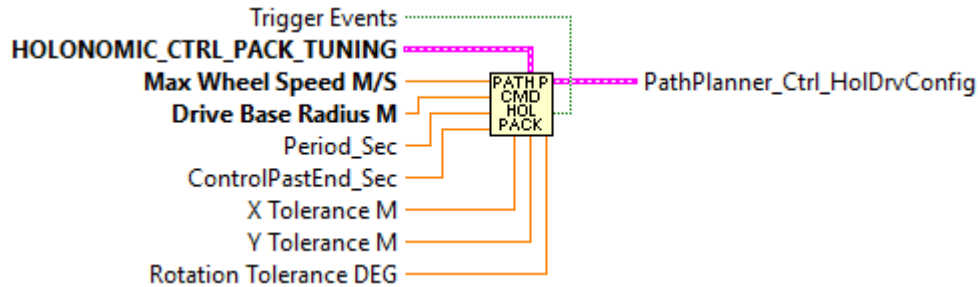 Trigger Events
HOLONOMIC_CTRL_PACK_TUNING
Max Wheel Speed M/S
Drive Base Radius M
Period_Sec
ControlPastEnd_Sec
X Tolerance M
Y Tolerance M
Rotation Tolerance DEG
PATH P
CMD
HOL
PACK
PathPlanner_Ctrl_HolDrvConfig